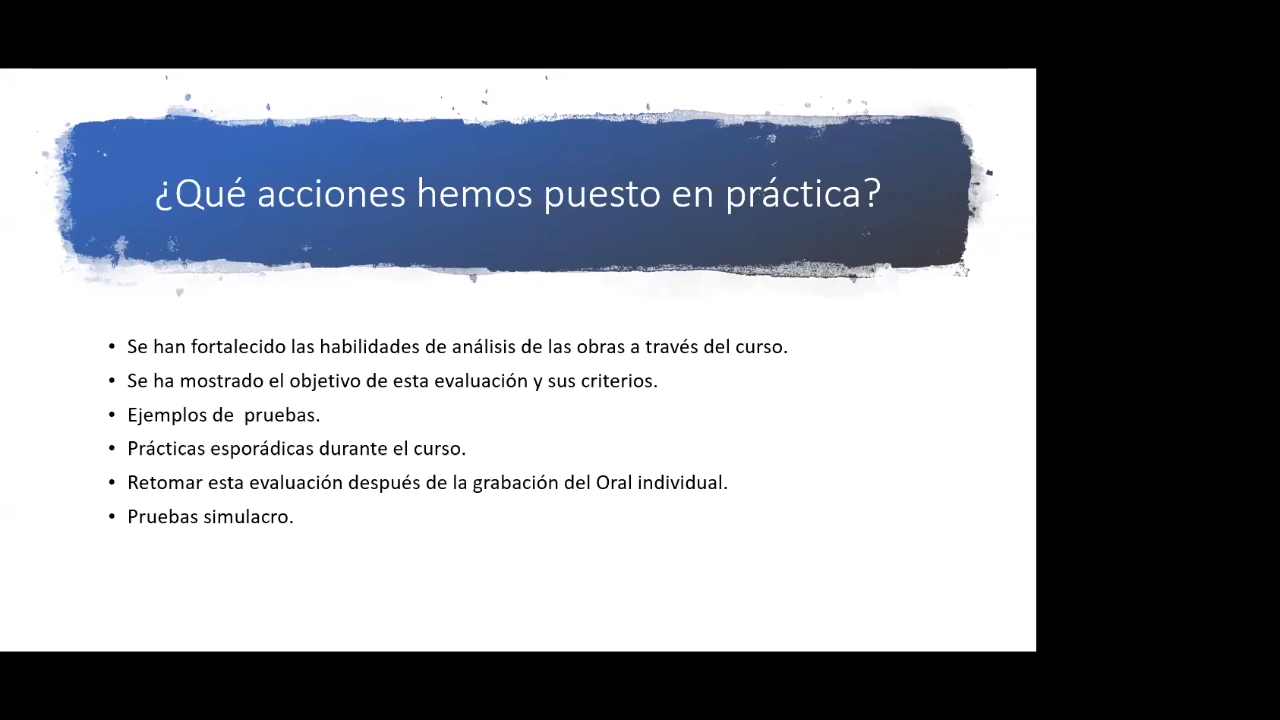 ¿Qué acciones hemos puesto en práctica?
• Se han fortalecido las habilidades de análisis de las obras a través del curso.
• Se ha mostrado el objetivo de esta evaluación y sus criterios.
• Ejemplos de  pruebas.
• Prácticas esporádicas durante el curso.
• Retomar esta evaluación después de la grabación del Oral individual.
• Pruebas simulacro.